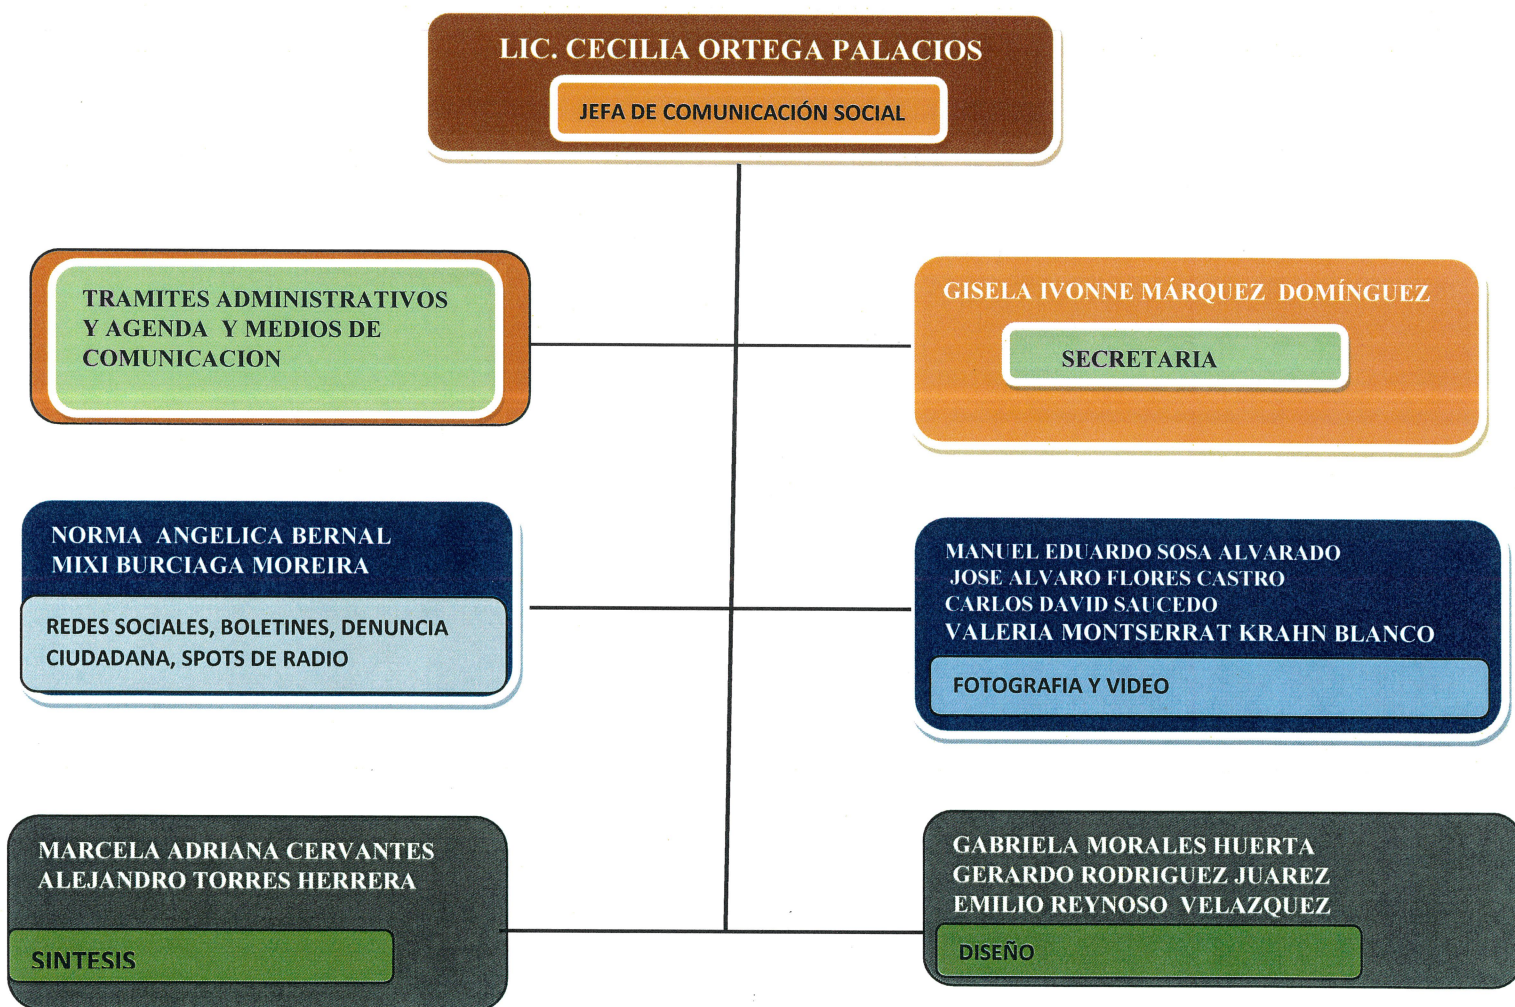 LIC. CECILIA ORTEGA PALACIOS
JEFA DE COMUNICACIÓN SOCIAL
TRAMITES ADMINISTRATIVOS
Y AGENDA Y MEDIOS DE
COMUNICACION
GISELA IVONNE MÁRQUEZ DOMÍNGUEZ
SECRETARIA
NORMA ANGELICA BERNAL
MIXI BURCIAGA MOREIRA
REDES SOCIALES, BOLETINES, DENUNCIA
CIUDADANA, SPOTS DE RADIO
MANUEL EDUARDO SOSA ALVARADO
JOSE ALVARO FLORES CASTRO
CARLOS DAVID SAUCEDO
VALERIA MONTSERRAT KRAHN BLANCO
FOTOGRAFIA Y VIDEO
MARCELA ADRIANA CERVANTES
ALEJANDRO TORRES HERRERA
SINTESIS
GABRIELA MORALES HUERTA
GERARDO RODRIGUEZ JUAREZ
EMILIO REYNOSO VELAZQUEZ
DISEÑO